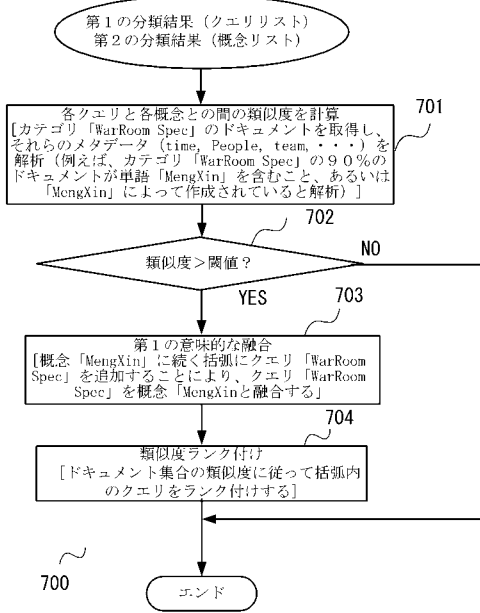 第１の分類結果（クエリリスト）
第２の分類結果（概念リスト）
各クエリと各概念との間の類似度を計算
[カテゴリ「WarRoom Spec」のドキュメントを取得し、
それらのメタデータ（time, People, team,・・・）を
解析（例えば、カテゴリ「WarRoom Spec」の９０％の
ドキュメントが単語「MengXin」を含むこと、あるいは
「MengXin」によって作成されていると解析）]
701
702
類似度＞閾値？
NO
YES
703
第１の意味的な融合
[概念「MengXin」に続く括弧にクエリ「WarRoom
Spec」を追加することにより、クエリ「WarRoom
Spec」を概念「MengXinと融合する」
704
類似度ランク付け
[ドキュメント集合の類似度に従って括弧内
のクエリをランク付けする]
700
エンド